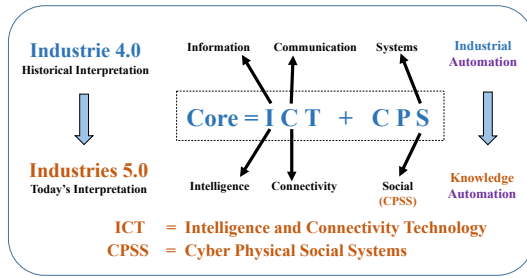 Industrie 4.0
Historical Interpretation
Information
Communication
Systems
Industrial
Automation
Core = I C T + C P S
Industries 5.0
Today's Interpretation
Intelligence
Connectivity
Social
(CPSS)
Knowledge
Automation
ICT = Intelligence and Connectivity Technology
CPSS = Cyber Physical Social Systems